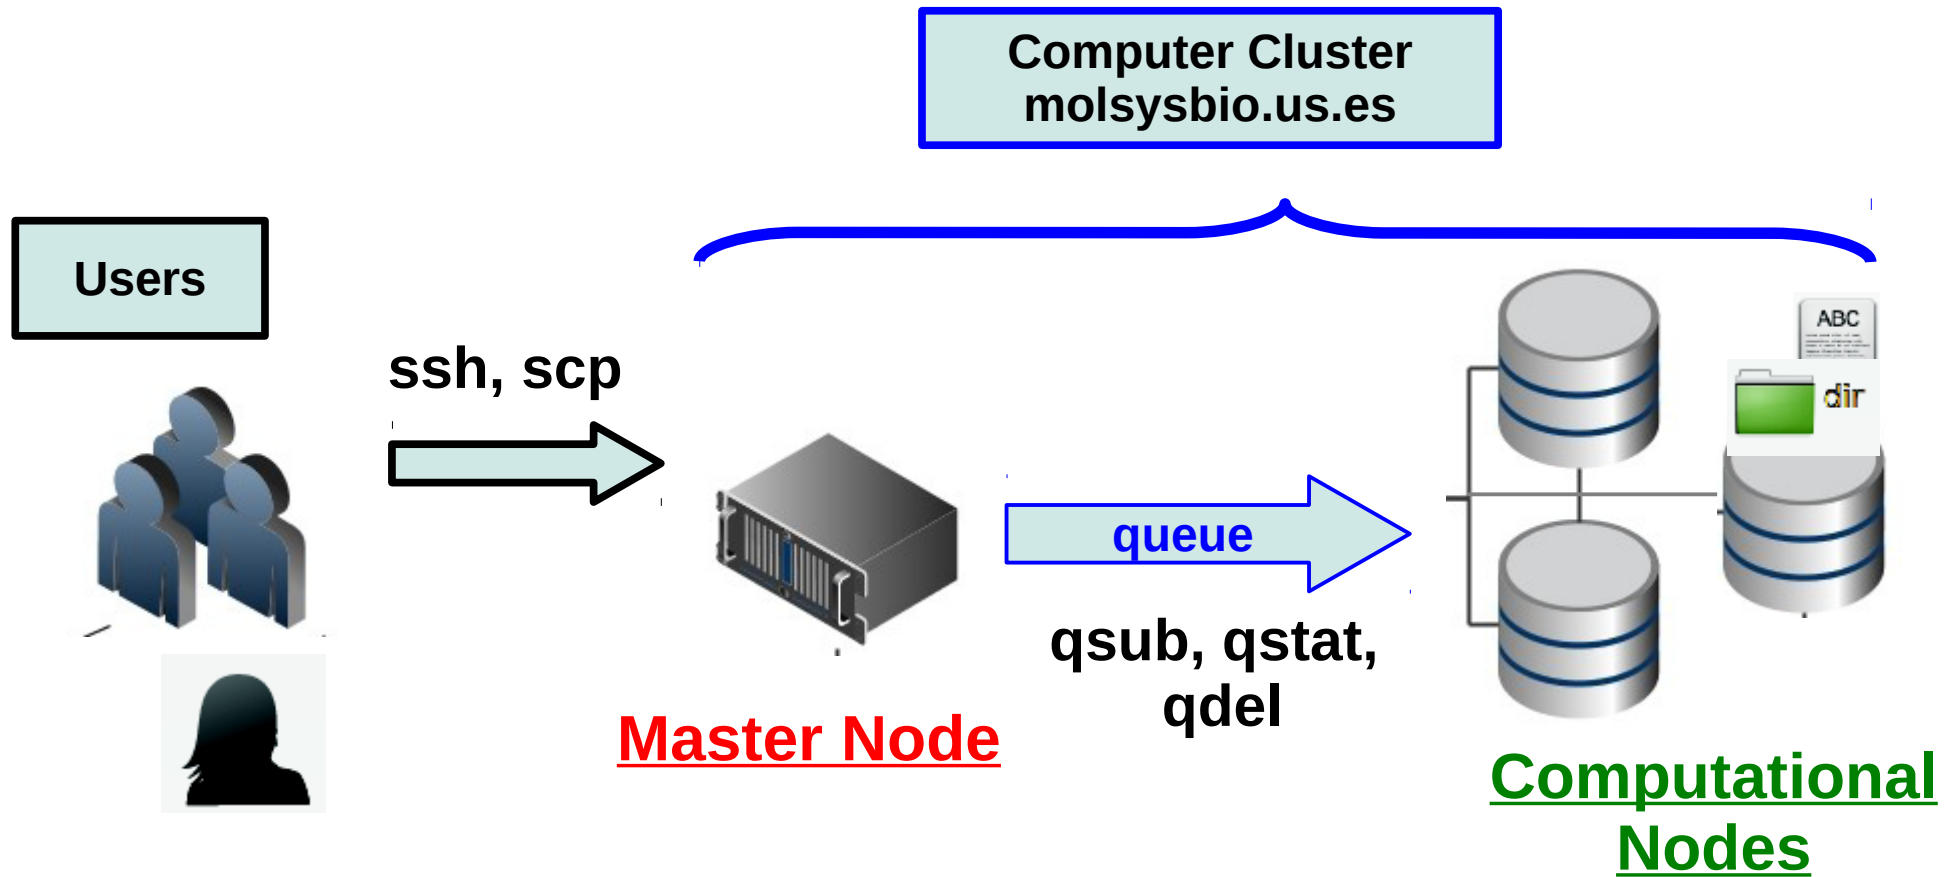 Computer Cluster
molsysbio.us.es
Users
ssh, scp
ABC
dir
queue
qsub, qstat,
qdel
Master Node
Computational
Nodes